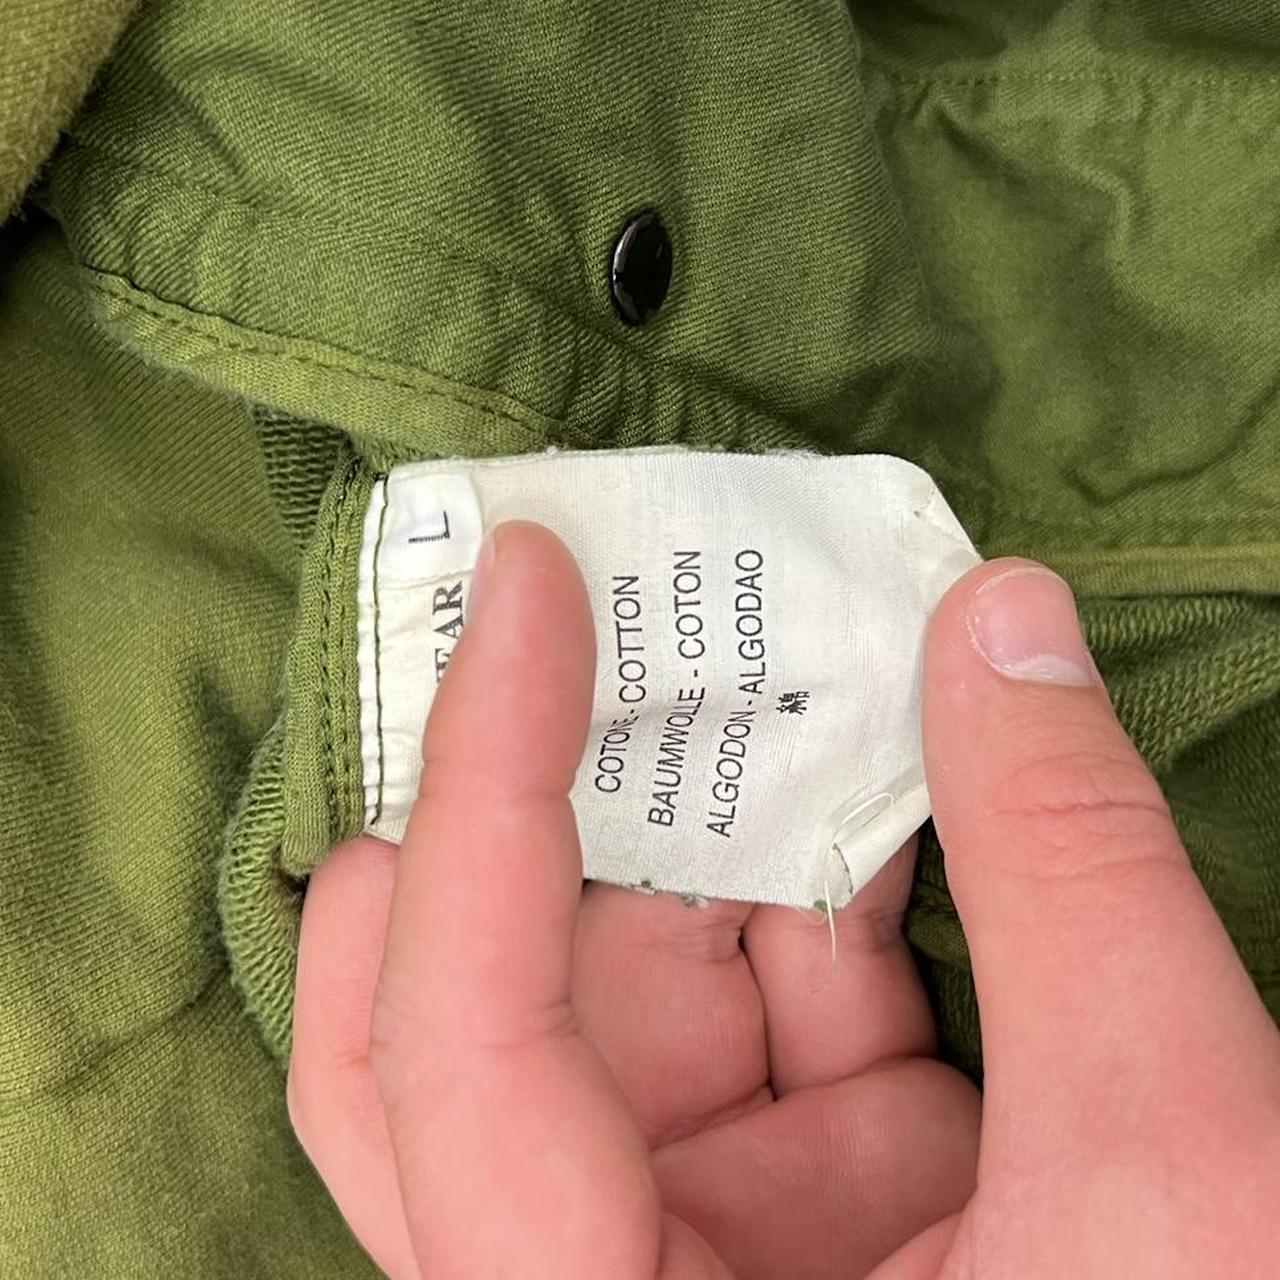 L
EAR
COTONE - COTTON
BAUMWOLLE - COTON
ALGODON - ALGODAO
綿